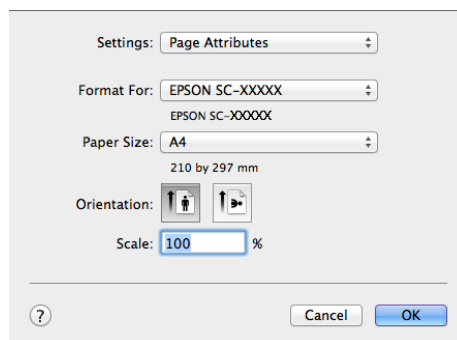 Settings: Page Attributes
Format For: EPSON SC-XXXXX
EPSON SC-XXXXX
Paper Size: A4
210 by 297 mm
Orientation:
Scale: 100 %
? Cancel OK